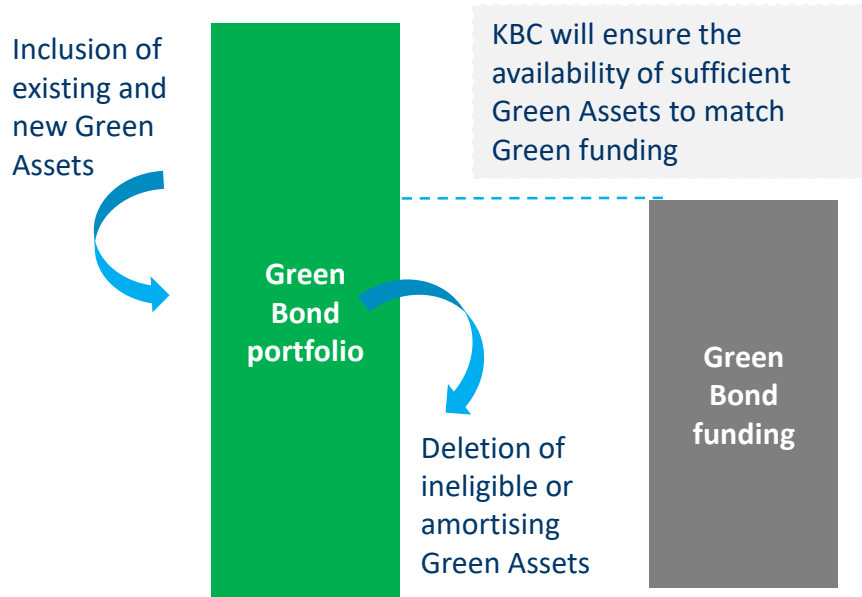 Inclusion of
existing and
new Green
Assets
KBC will ensure the
availability of sufficient
Green Assets to match
Green funding
Green
Bond
portfolio
Green
Bond
funding
Deletion of
ineligible or
amortising
Green Assets